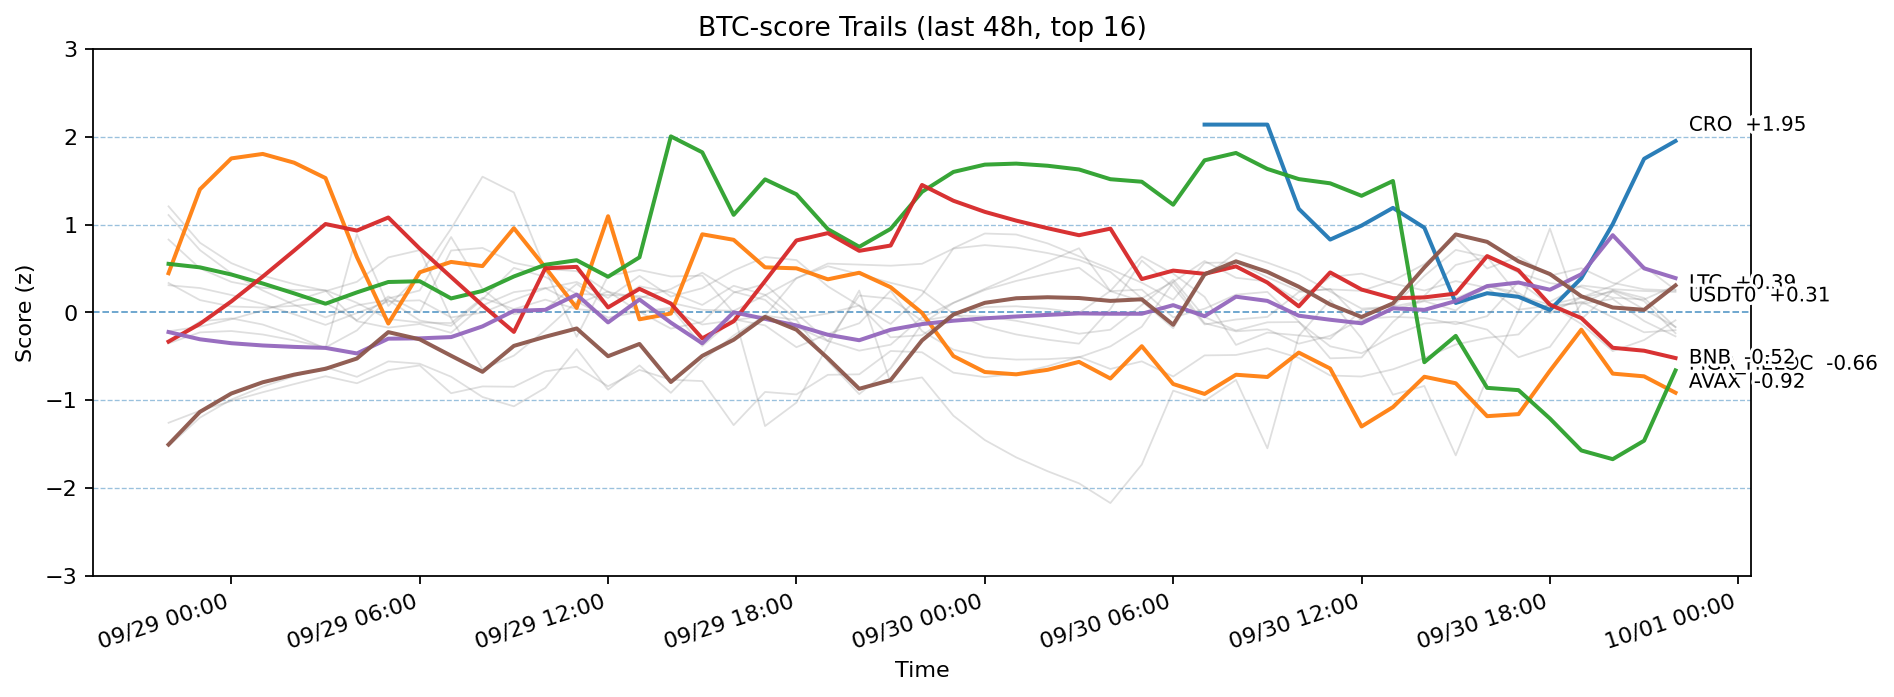 BTC-score Trails (last 48h, top 16)
Score (z)
3
2
1
0
−1
−2
−3
CRO +1.95
LTC +0.39
USDT0 +0.31
BNB -0.52
-0.66
AVAX -0.92
09/29 00:00
09/29 06:00
09/29 12:00
09/29 18:00
09/30 00:00
09/30 06:00
09/30 12:00
09/30 18:00
10/01 00:00
Time